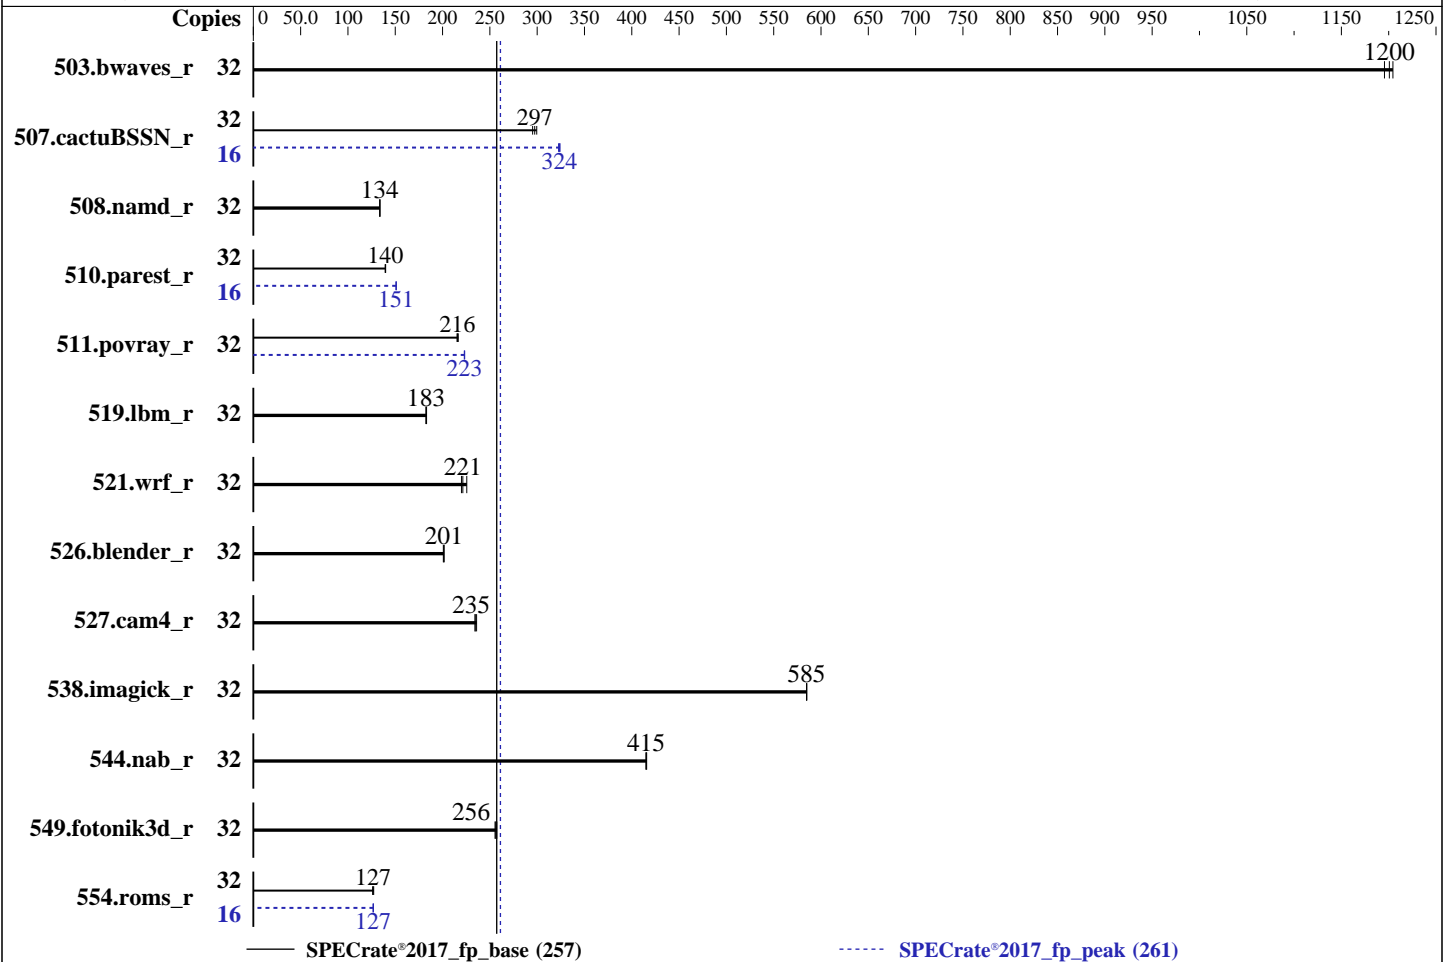 Copies 0 50.0 100 150 200 250 300 350 400 450 500 550 600 650 700 750 800 850 900 950 1050 1150 1250
1200
503.bwaves_r 32
297
32
507.cactuBSSN_r
16
324
134
508.namd_r 32
140
32
510.parest_r
16
151
216
511.povray_r 32
223
183
519.lbm_r 32
221
521.wrf_r 32
201
526.blender_r 32
235
527.cam4_r 32
585
538.imagick_r 32
415
544.nab_r 32
256
549.fotonik3d_r 32
127
32
554.roms_r
16
127
SPECrate®2017_fp_base (257) SPECrate®2017_fp_peak (261)